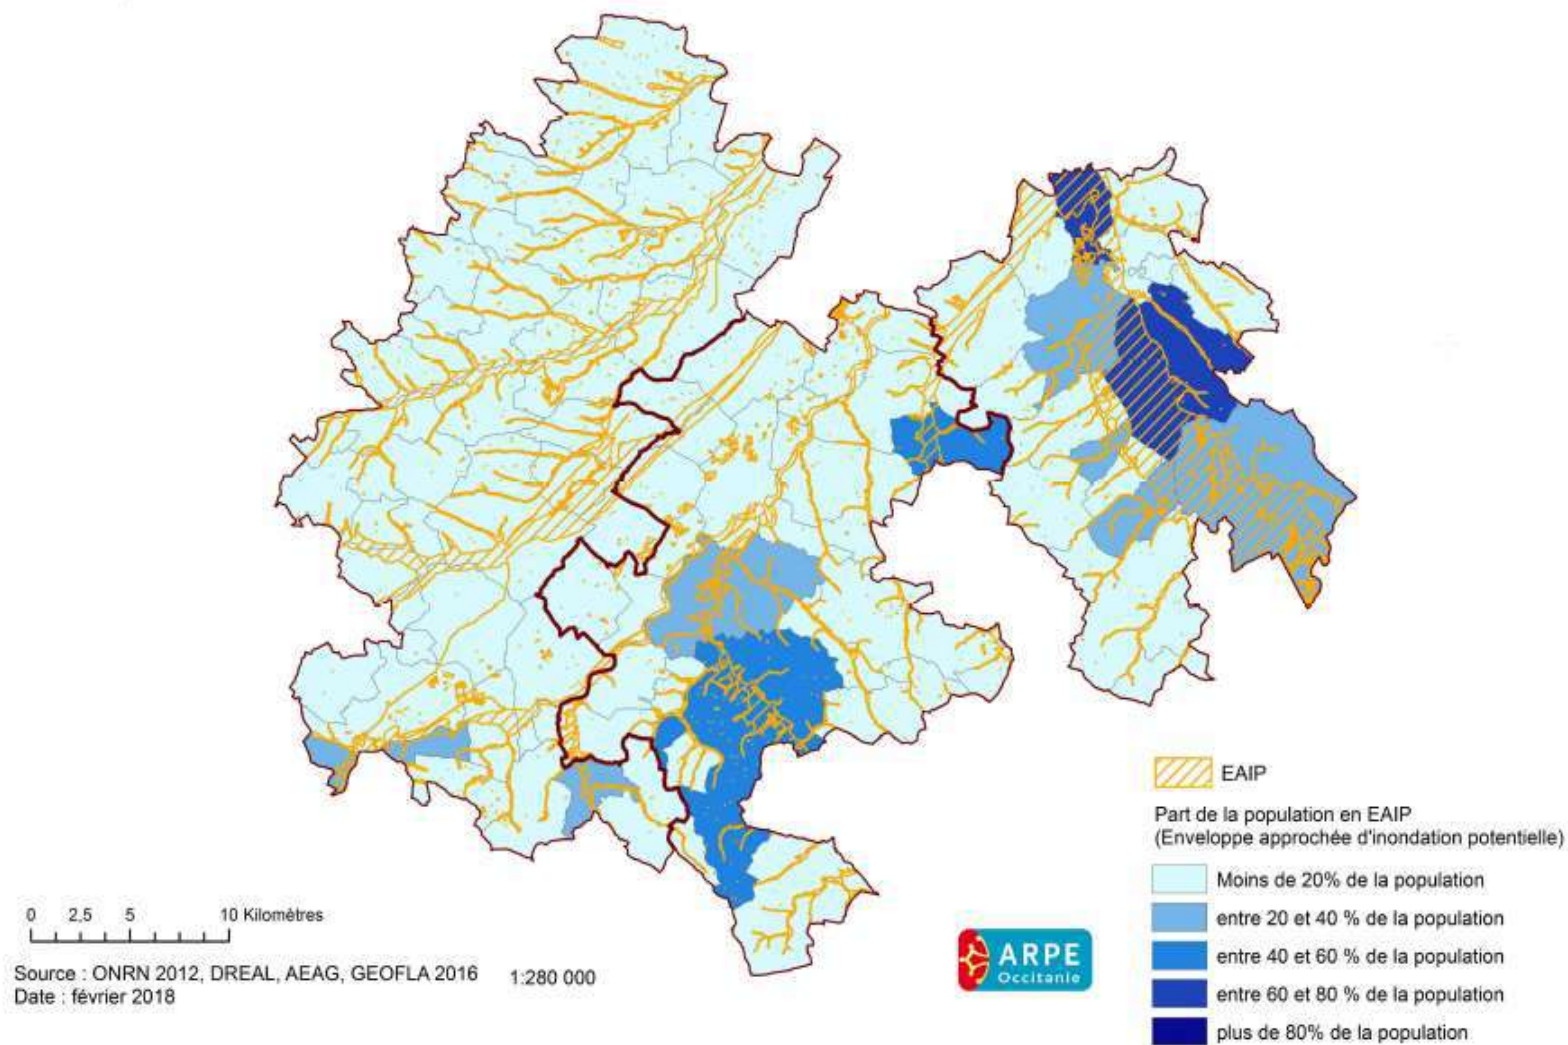 EAIP
Part de la population en EAIP
(Enveloppe approchée d'inondation potentielle)
Moins de 20% de la population
entre 20 et 40 % de la population
entre 40 et 60 % de la population
entre 60 et 80 % de la population
plus de 80% de la population
0 2,5 5 10 Kilomètres
Source : ONRN 2012, DREAL, AEAG, GEOFLA 2016 1:280 000
Date : février 2018
ARPE
Occitanie